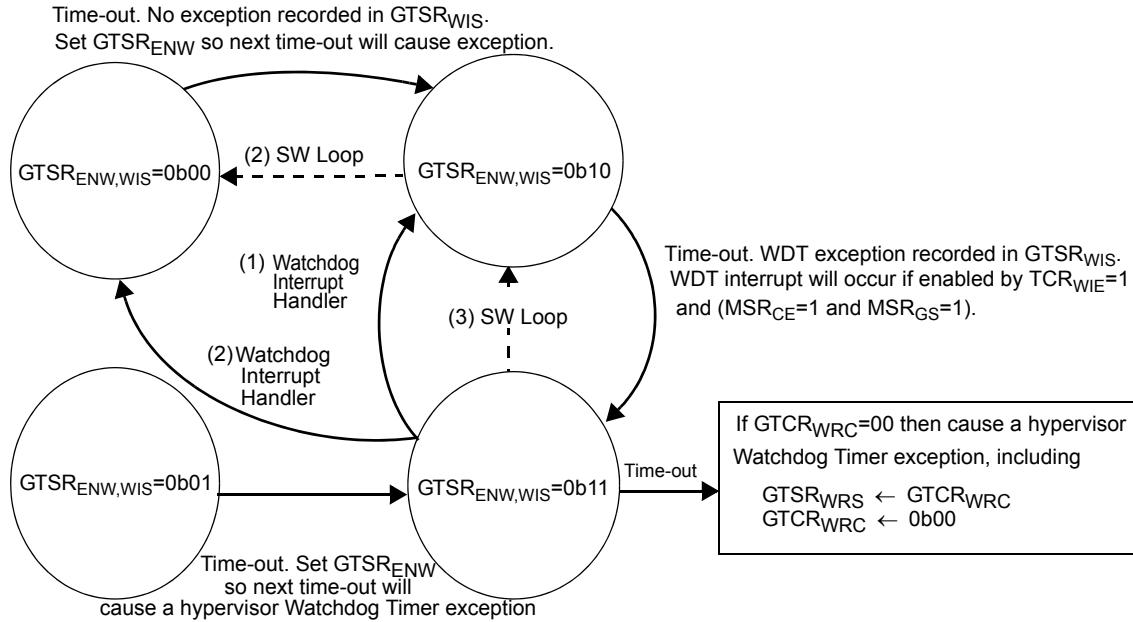 Time-out. No exception recorded in GTSRWIS.
Set GTSRENW so next time-out will cause exception.
GTSRENW,WIS=0b00
(2) SW Loop
GTSRENW,WIS=0b10
(1) Watchdog
Interrupt
Handler
Time-out. WDT exception recorded in GTSRWIS.
WDT interrupt will occur if enabled by TCRWIE=1
and (MSRCE=1 and MSRGS=1).
(3) SW Loop
(2) Watchdog
Interrupt
Handler
GTSRENW,WIS=0b01
GTSRENW,WIS=0b11
Time-out
If GTCRWRC=00 then cause a hypervisor
Watchdog Timer exception, including
GTSRWRS ← GTCRWRC
GTCRWRC ← 0b00
Time-out. Set GTSRENW
so next time-out will
cause a hypervisor Watchdog Timer exception